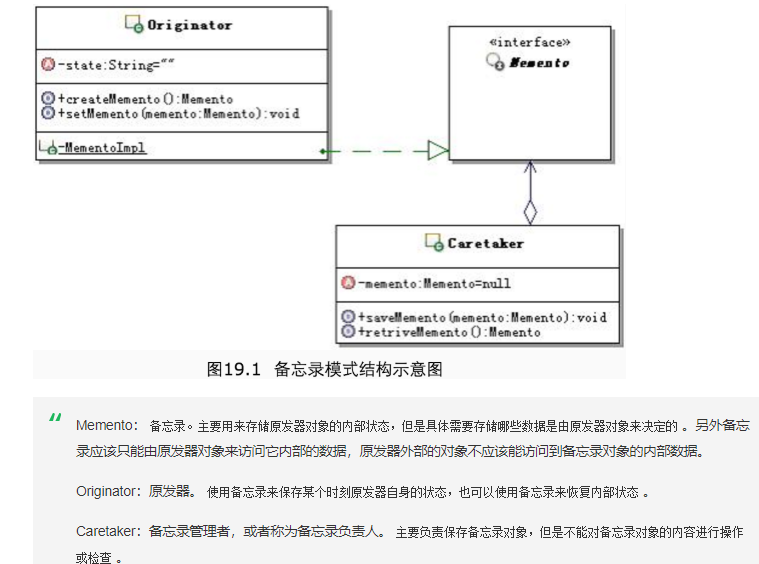 Originator
-state:String=""
+createMemento():Memento
+setMemento(memento:Memento):void
-MementoImpl
«interface»
Memento
Caretaker
-memento:Memento=null
+saveMemento(memento:Memento):void
+retriveMemento():Memento
图19.1 备忘录模式结构示意图
“
Memento：备忘录。主要用来存储原发器对象的内部状态，但是具体需要存储哪些数据是由原发器对象来决定的 。另外备忘
录应该只能由原发器对象来访问它内部的数据，原发器外部的对象不应该能访问到备忘录对象的内部数据。
Originator：原发器。 使用备忘录来保存某个时刻原发器自身的状态，也可以使用备忘录来恢复内部状态 。
Caretaker：备忘录管理者，或者称为备忘录负责人。 主要负责保存备忘录对象，但是不能对备忘录对象的内容进行操作
或检查 。